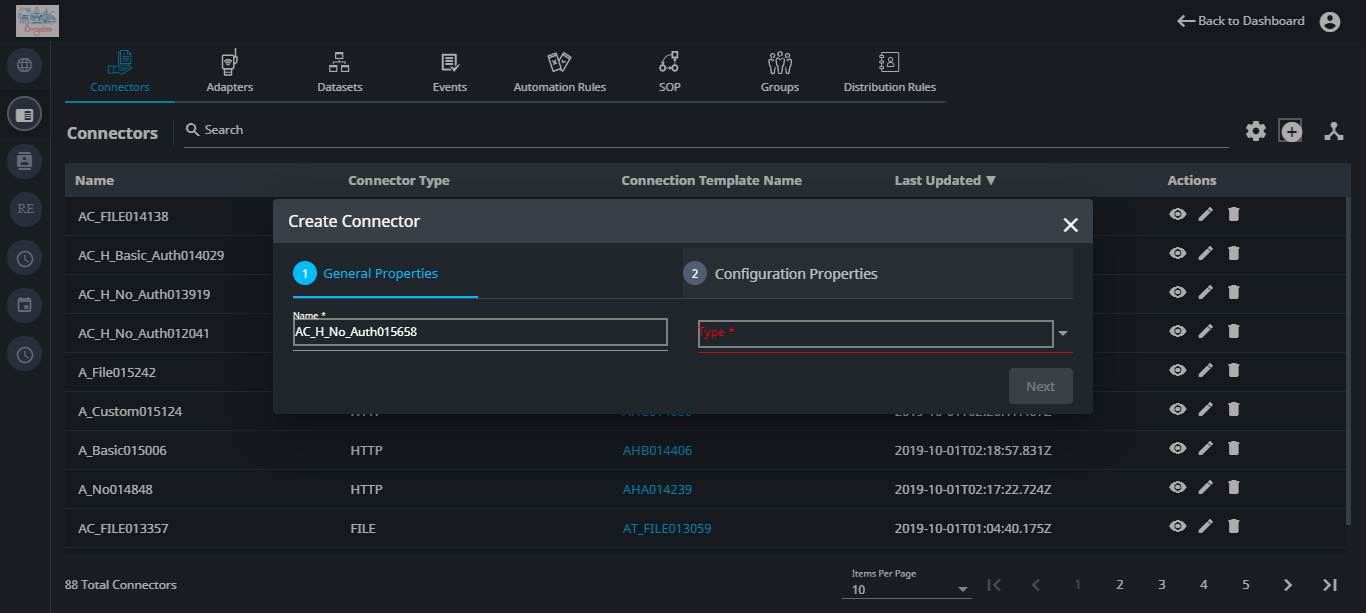 Back to Dashboard
Connectors Adapters Datasets Events Automation Rules SOP Groups Distribution Rules
RE
Connectors Search
Name Connector Type Connection Template Name Last Updated ▼ Actions
AC_FILE014138
AC_H_Basic_Auth014029
AC_H_No_Auth013919
AC_H_No_Auth012041
A_File015242
A_Custom015124
Create Connector
1 General Properties 2 Configuration Properties
Name *
AC_H_No_Auth015658 Type *
Next
A_Basic015006 HTTP AHB014406 2019-10-01T02:18:57.831Z
A_No014848 HTTP AHA014239 2019-10-01T02:17:22.724Z
AC_FILE013357 FILE AT_FILE013059 2019-10-01T01:04:40.175Z
88 Total Connectors
Items Per Page
10
1 2 3 4 5